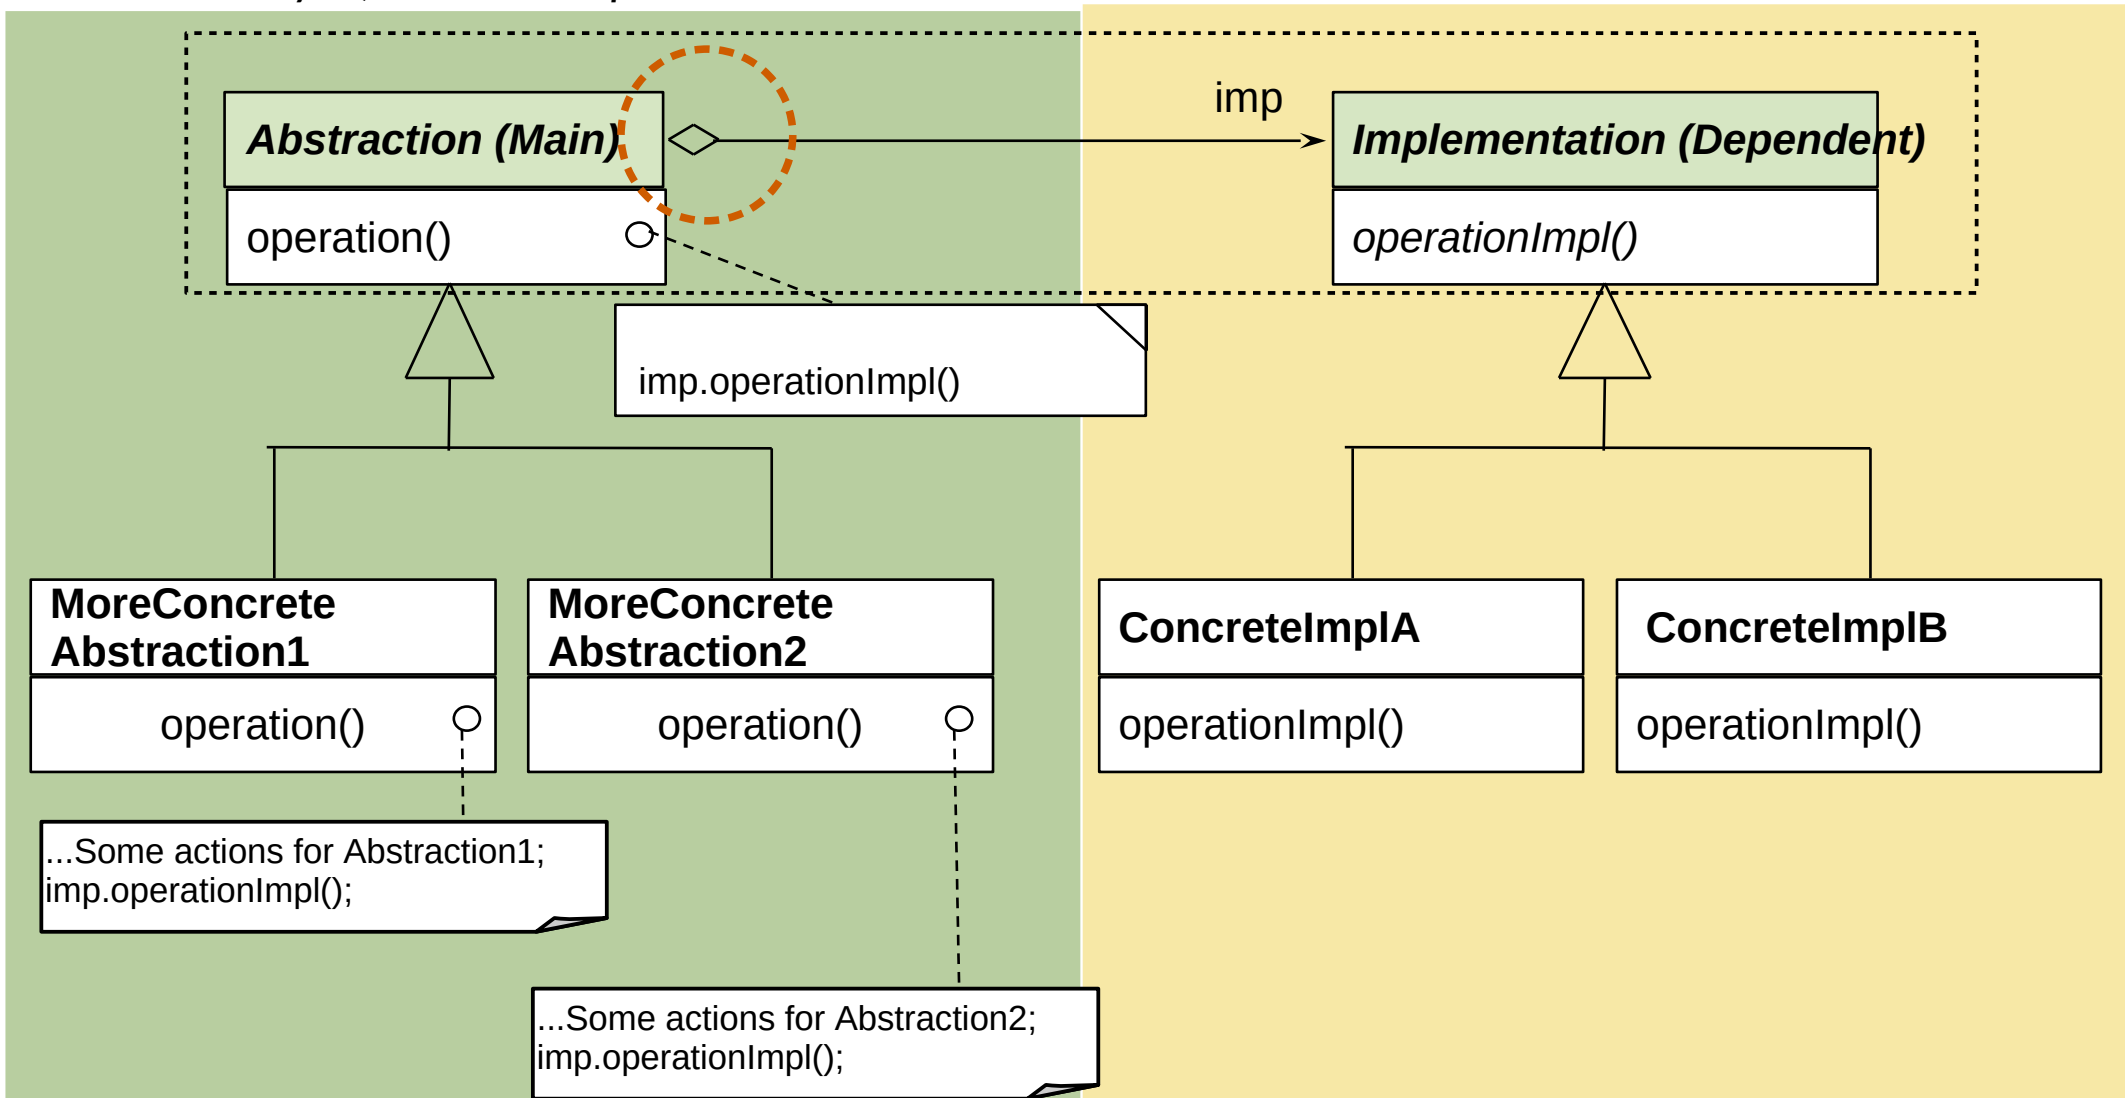 imp
Abstraction (Main)
Implementation (Dependent)
operation()
operationImpl()
imp.operationImpl()
MoreConcrete
Abstraction1
MoreConcrete
Abstraction2
ConcreteImplA
ConcreteImplB
operation()
operation()
operationImpl()
operationImpl()
...Some actions for Abstraction1;
imp.operationImpl();
...Some actions for Abstraction2;
imp.operationImpl();